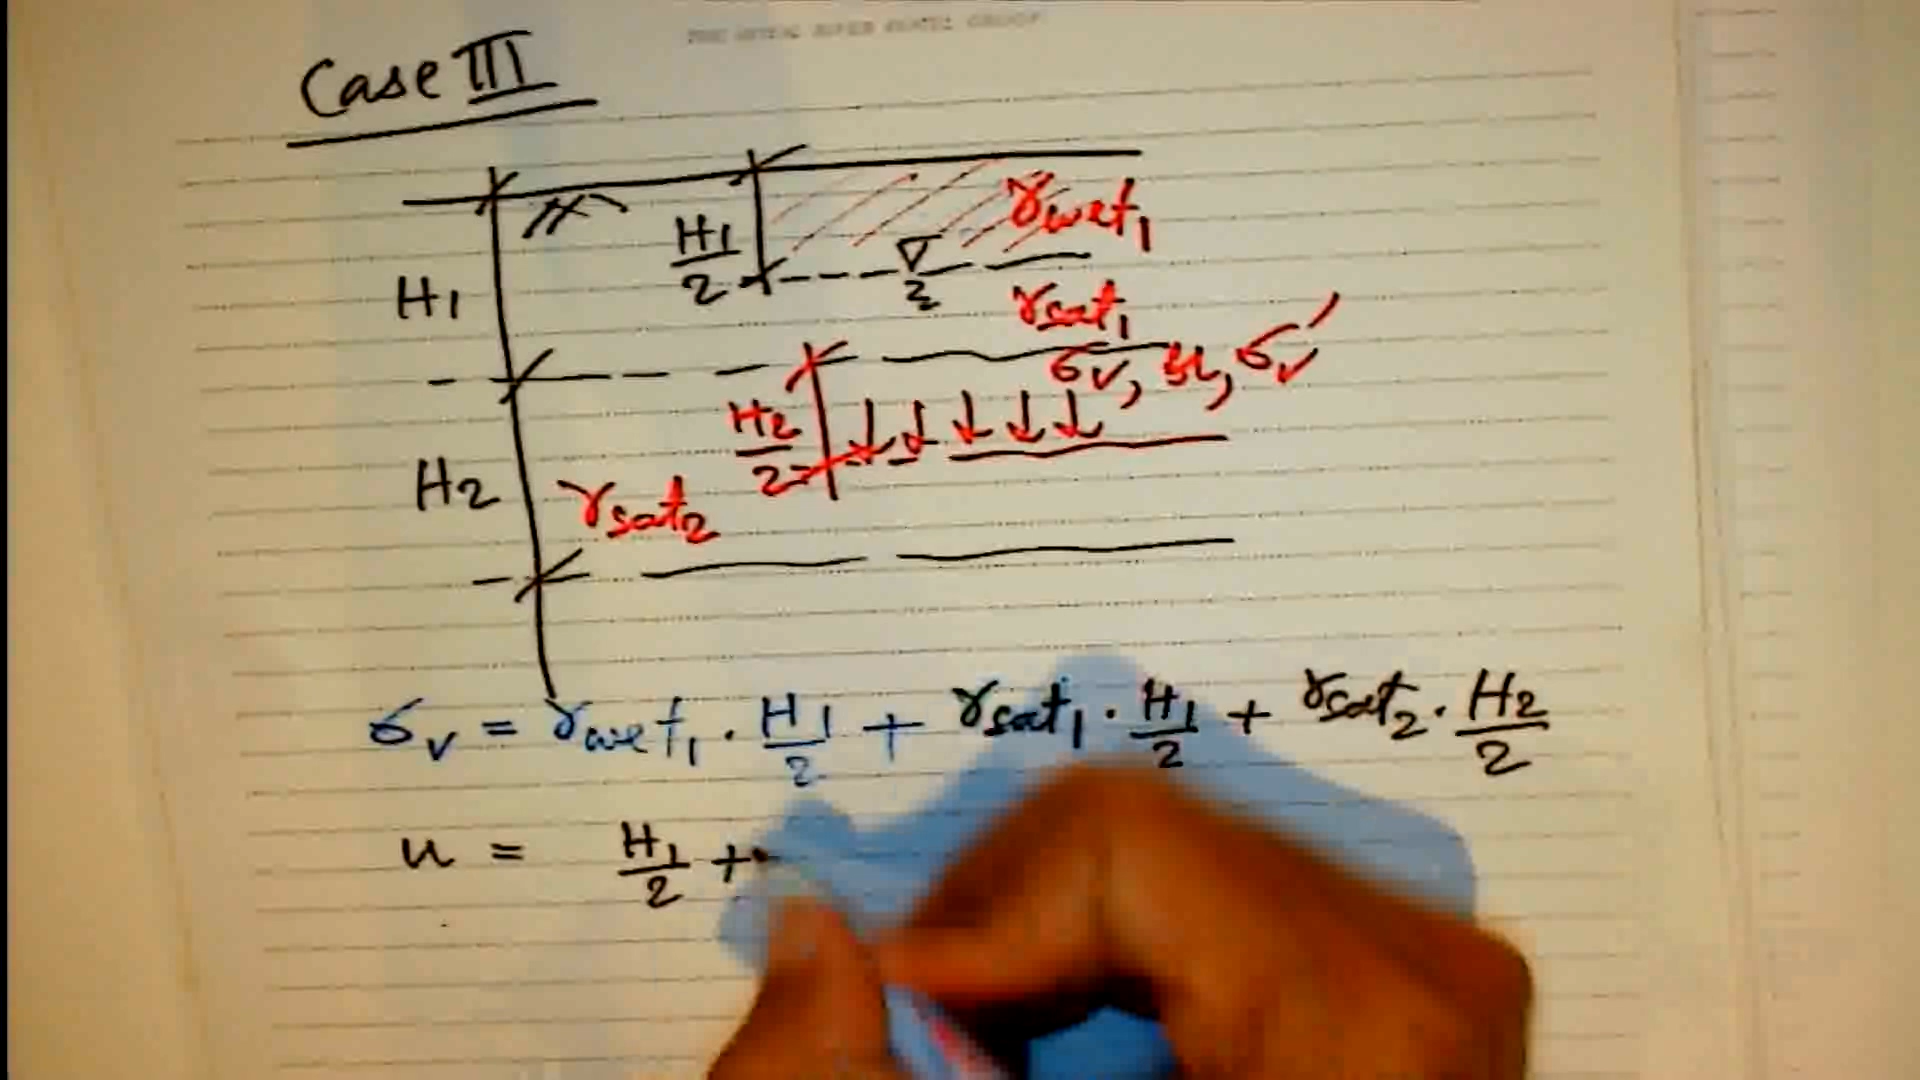 Case III
γwet₁
H₁/2
H₁
γsat₁
σᵥ, u, σᵥ′
H₂/2
H₂
γsat₂
σᵥ = γwet₁ · H₁/2 + γsat₁ · H₁/2 + γsat₂ · H₂/2
u = H₁/2 +